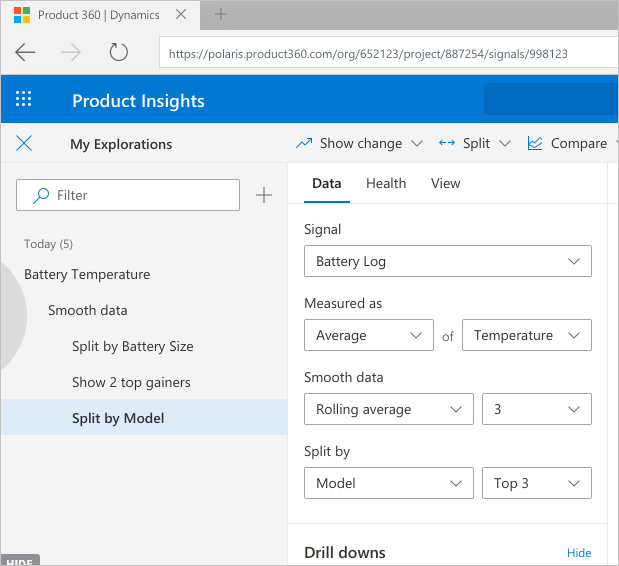 Product 360 | Dynamics
https://polaris.product360.com/org/652123/project/887254/signals/998123
Product Insights
My Explorations
Show change
Split
Compare
Filter
Today (5)
Battery Temperature
Smooth data
Split by Battery Size
Show 2 top gainers
Split by Model
HIDE
Data Health View
Signal
Battery Log
Measured as
Average of Temperature
Smooth data
Rolling average 3
Split by
Model Top 3
Drill downs Hide